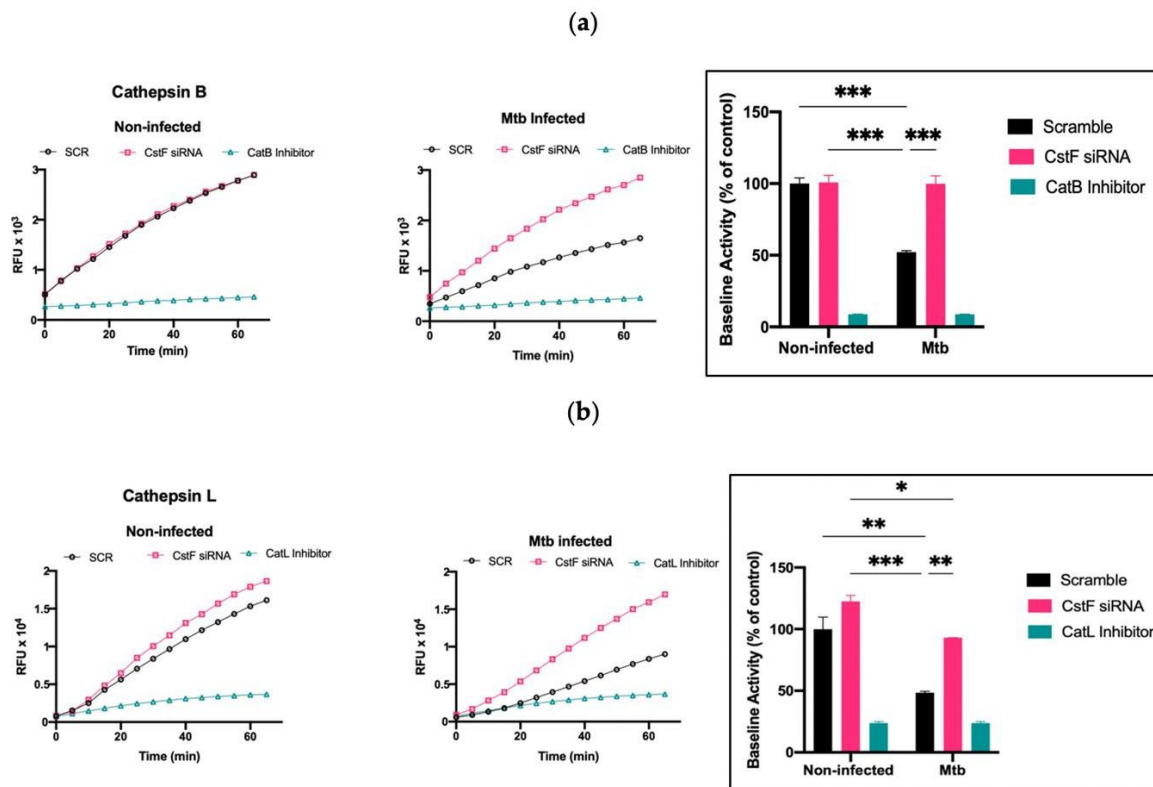 (a)
Cathepsin B
Non-infected
SCR CstF siRNA CatB Inhibitor
RFU x 10³
3
2
1
0
0 20 40 60
Time (min)
Mtb Infected
SCR CstF siRNA CatB Inhibitor
RFU x 10³
3
2
1
0
0 20 40 60
Time (min)
Baseline Activity (% of control)
150
100
50
0
***
*** ***
Non-infected Mtb
Scramble
CstF siRNA
CatB Inhibitor
(b)
Cathepsin L
Non-infected
SCR CstF siRNA CatL Inhibitor
RFU x 10⁴
2
1.5
1
0.5
0
0 20 40 60
Time (min)
Mtb infected
SCR CstF siRNA CatL Inhibitor
RFU x 10⁴
2
1.5
1
0.5
0
0 20 40 60
Time (min)
Baseline Activity (% of control)
150
100
50
0
*
**
*** **
Non-infected Mtb
Scramble
CstF siRNA
CatL Inhibitor